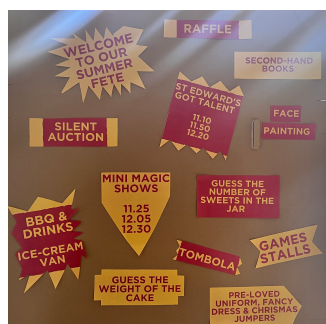 WELCOME
TO OUR
SUMMER
FETE
RAFFLE
SECOND-HAND
BOOKS
ST EDWARD'S
GOT TALENT
11.10
11.50
12.20
FACE
PAINTING
SILENT
AUCTION
MINI MAGIC
SHOWS
11.25
12.05
12.30
GUESS THE
NUMBER OF
SWEETS IN THE
JAR
BBQ &
DRINKS
ICE-CREAM
VAN
TOMBOLA
GAMES
STALLS
GUESS THE
WEIGHT OF THE
CAKE
PRE-LOVED
UNIFORM, FANCY
DRESS & CHRISMAS
JUMPERS